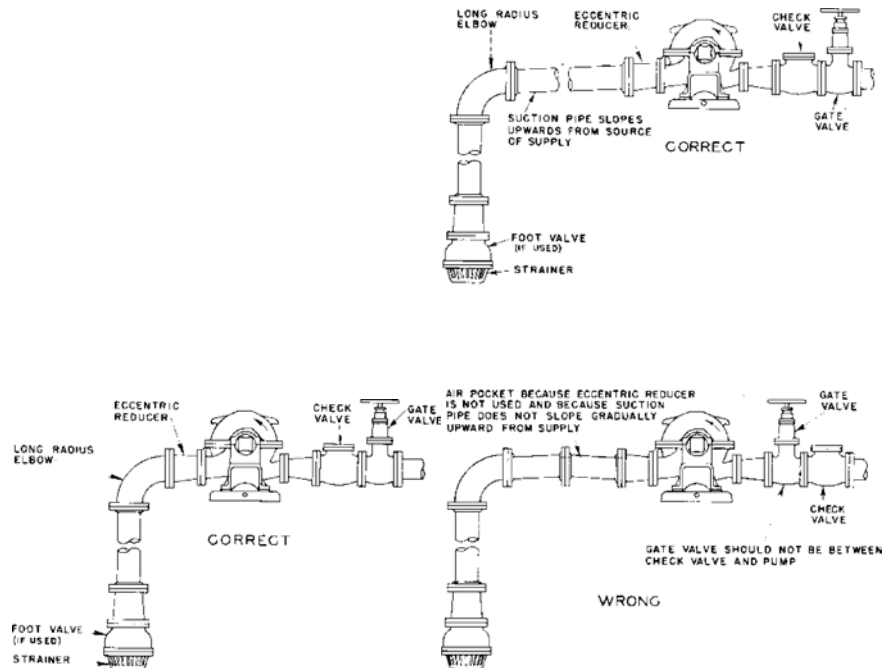 LONG RADIUS
ELBOW
ECCENTRIC
REDUCER
CHECK
VALVE
SUCTION PIPE SLOPES
UPWARDS FROM SOURCE
OF SUPPLY
GATE
VALVE
CORRECT
FOOT VALVE
(IF USED)
STRAINER
ECCENTRIC
REDUCER
CHECK
VALVE
GATE
VALVE
LONG RADIUS
ELBOW
CORRECT
FOOT VALVE
(IF USED)
STRAINER
AIR POCKET BECAUSE ECCENTRIC REDUCER
IS NOT USED AND BECAUSE SUCTION
PIPE DOES NOT SLOPE GRADUALLY
UPWARD FROM SUPPLY
GATE
VALVE
CHECK
VALVE
GATE VALVE SHOULD NOT BE BETWEEN
CHECK VALVE AND PUMP
WRONG